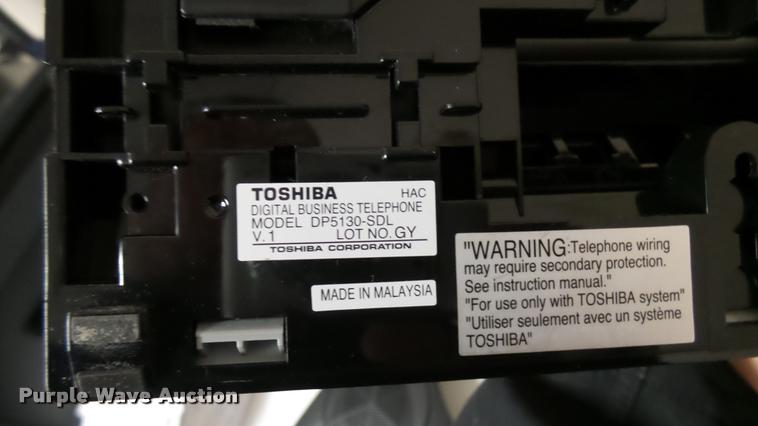 TOSHIBA HAC
DIGITAL BUSINESS TELEPHONE
MODEL DP5130-SDL
V.1 LOT NO.GY
TOSHIBA CORPORATION
MADE IN MALAYSIA
"WARNING:Telephone wiring
may require secondary protection.
See instruction manual."
"For use only with TOSHIBA system"
"Utiliser seulement avec un système
TOSHIBA"
Purple Wave Auction